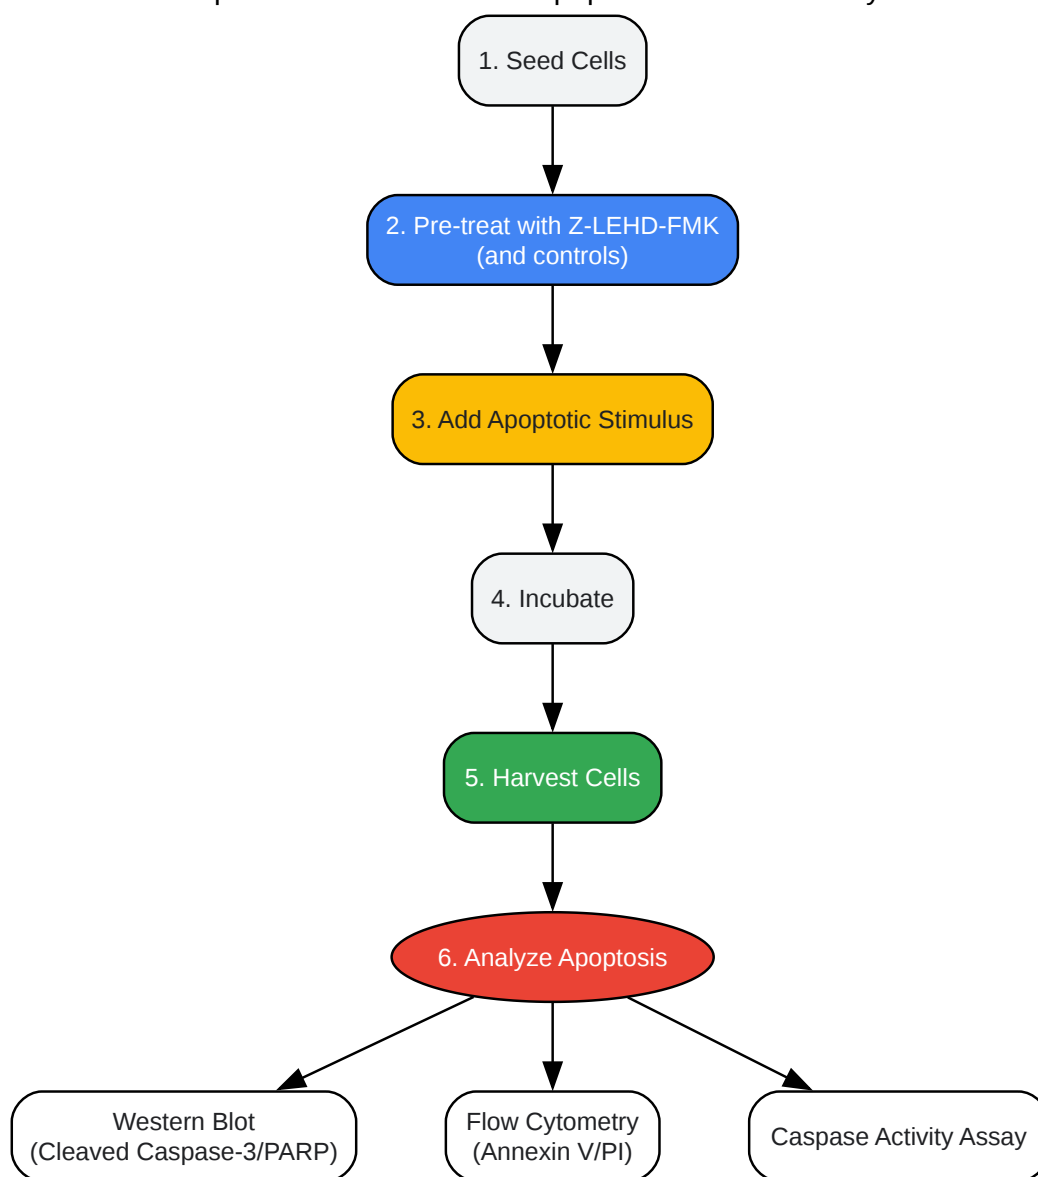 1. Seed Cells
2. Pre-treat with Z-LEHD-FMK
(and controls)
3. Add Apoptotic Stimulus
4. Incubate
5. Harvest Cells
6. Analyze Apoptosis
Western Blot
(Cleaved Caspase-3/PARP)
Flow Cytometry
(Annexin V/PI)
Caspase Activity Assay